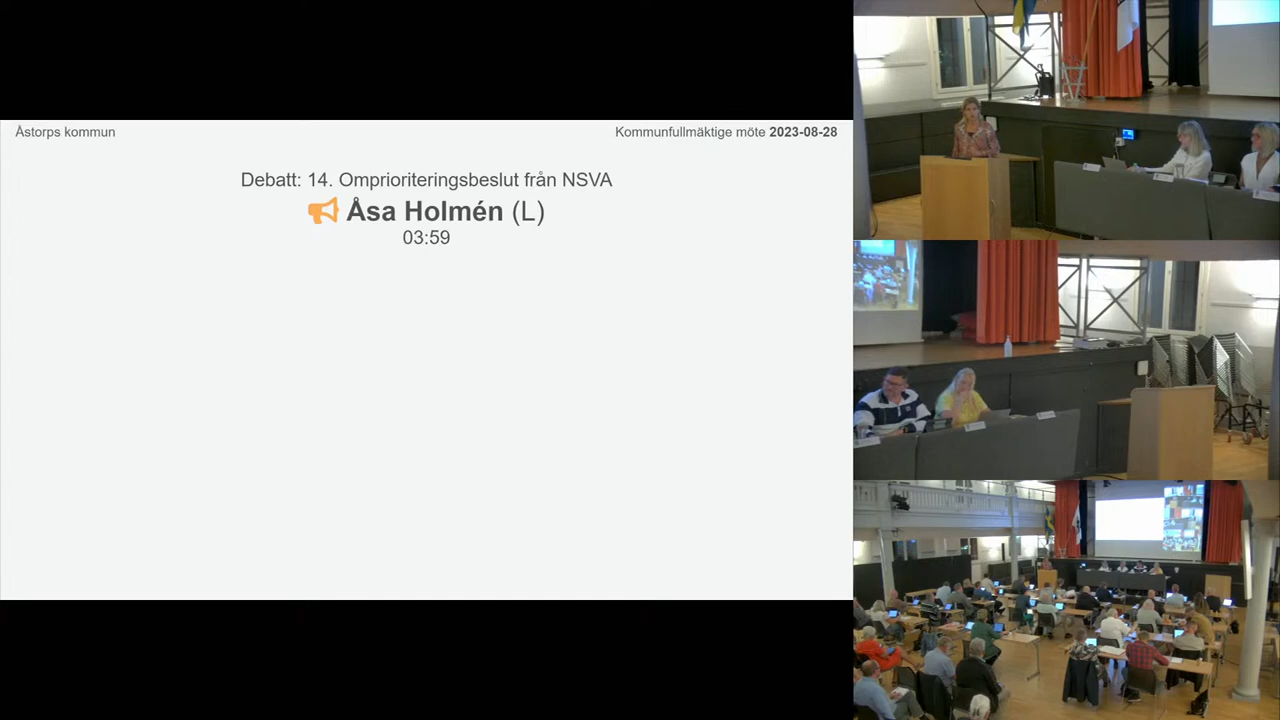 Åstorps kommun
Kommunfullmäktige möte 2023-08-28
Debatt: 14. Omprioriteringsbeslut från NSVA
Åsa Holmén (L)
03:59